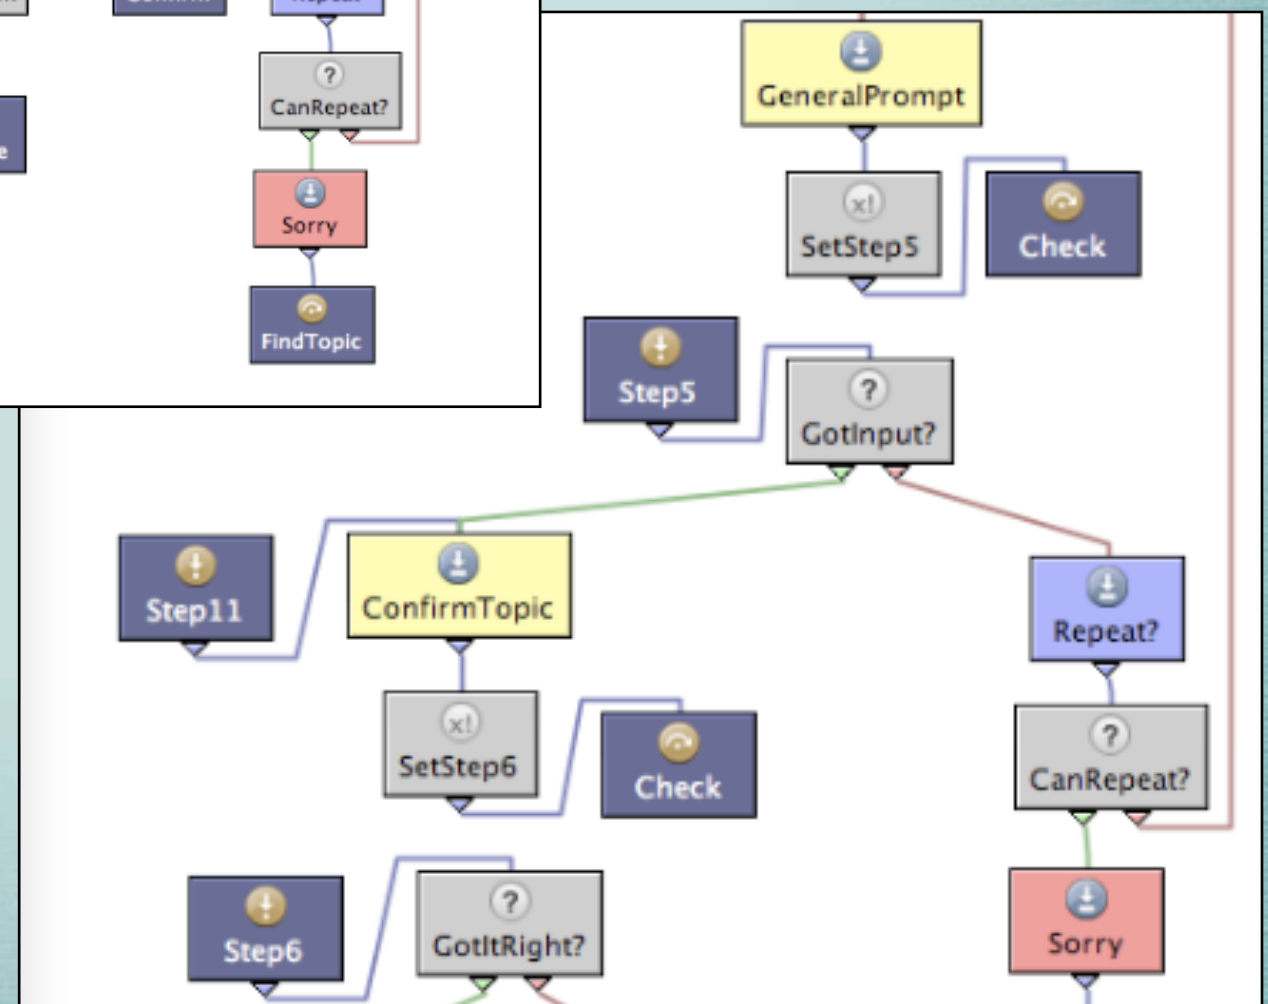 CanRepeat?
Sorry
FindTopic
GeneralPrompt
x!
SetStep5
Check
Step5
?
GotInput?
Step11
ConfirmTopic
Repeat?
x!
SetStep6
Check
?
CanRepeat?
Step6
?
GotItRight?
Sorry